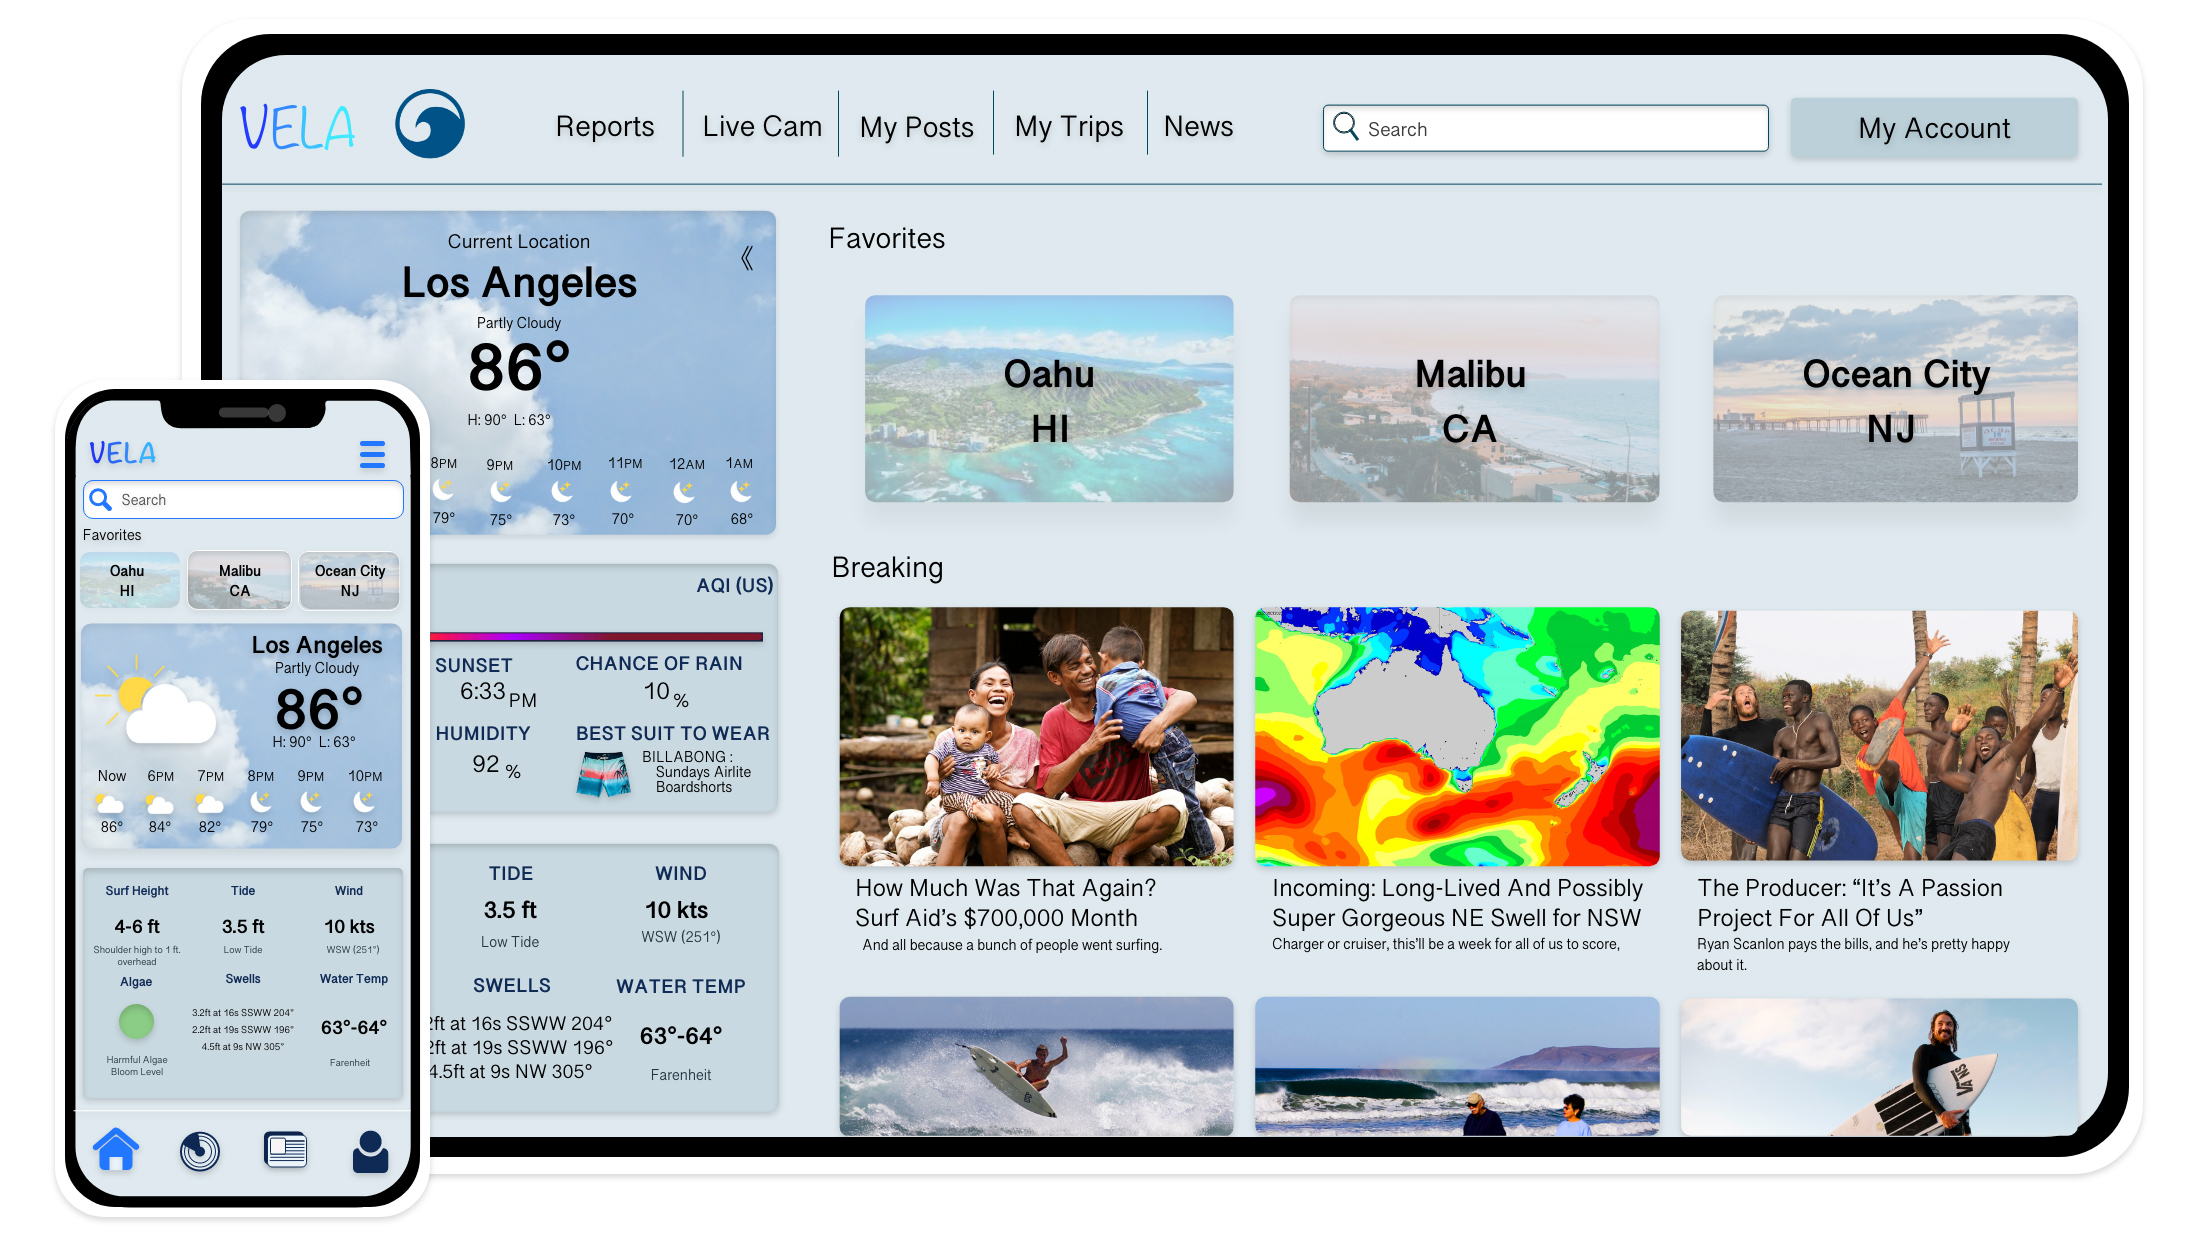 VELA
Reports
Live Cam
My Posts
My Trips
News
Search
My Account
Current Location
Los Angeles
Partly Cloudy
86°
H: 90° L: 63°
8PM 9PM 10PM 11PM 12AM 1AM
79° 75° 73° 70° 70° 68°
AQI (US)
SUNSET
6:33 PM
CHANCE OF RAIN
10 %
HUMIDITY
92 %
BEST SUIT TO WEAR
BILLABONG :
Sundays Airlite
Boardshorts
TIDE
3.5 ft
Low Tide
WIND
10 kts
WSW (251°)
SWELLS
ft at 16s SSWW 204°
ft at 19s SSWW 196°
4.5ft at 9s NW 305°
WATER TEMP
63°-64°
Farenheit
Favorites
Oahu
HI
Malibu
CA
Ocean City
NJ
Breaking
How Much Was That Again?
Surf Aid's $700,000 Month
And all because a bunch of people went surfing.
Incoming: Long-Lived And Possibly
Super Gorgeous NE Swell for NSW
Charger or cruiser, this'll be a week for all of us to score,
The Producer: “It's A Passion
Project For All Of Us”
Ryan Scanlon pays the bills, and he's pretty happy
about it.
VANS
VELA
Search
Favorites
Oahu
HI
Malibu
CA
Ocean City
NJ
Los Angeles
Partly Cloudy
86°
H: 90° L: 63°
Now 6PM 7PM 8PM 9PM 10PM
86° 84° 82° 79° 75° 73°
Surf Height
4-6 ft
Shoulder high to 1 ft.
overhead
Tide
3.5 ft
Low Tide
Wind
10 kts
WSW (251°)
Algae
Harmful Algae
Bloom Level
Swells
3.2ft at 16s SSWW 204°
2.2ft at 19s SSWW 196°
4.5ft at 9s NW 305°
Water Temp
63°-64°
Farenheit